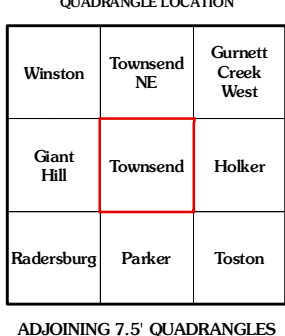 QUADRANGLE LOCATION
Winston
Townsend
NE
Gurnett
Creek
West
Giant
Hill
Townsend
Holker
Radersburg
Parker
Toston
ADJOINING 7.5' QUADRANGLES